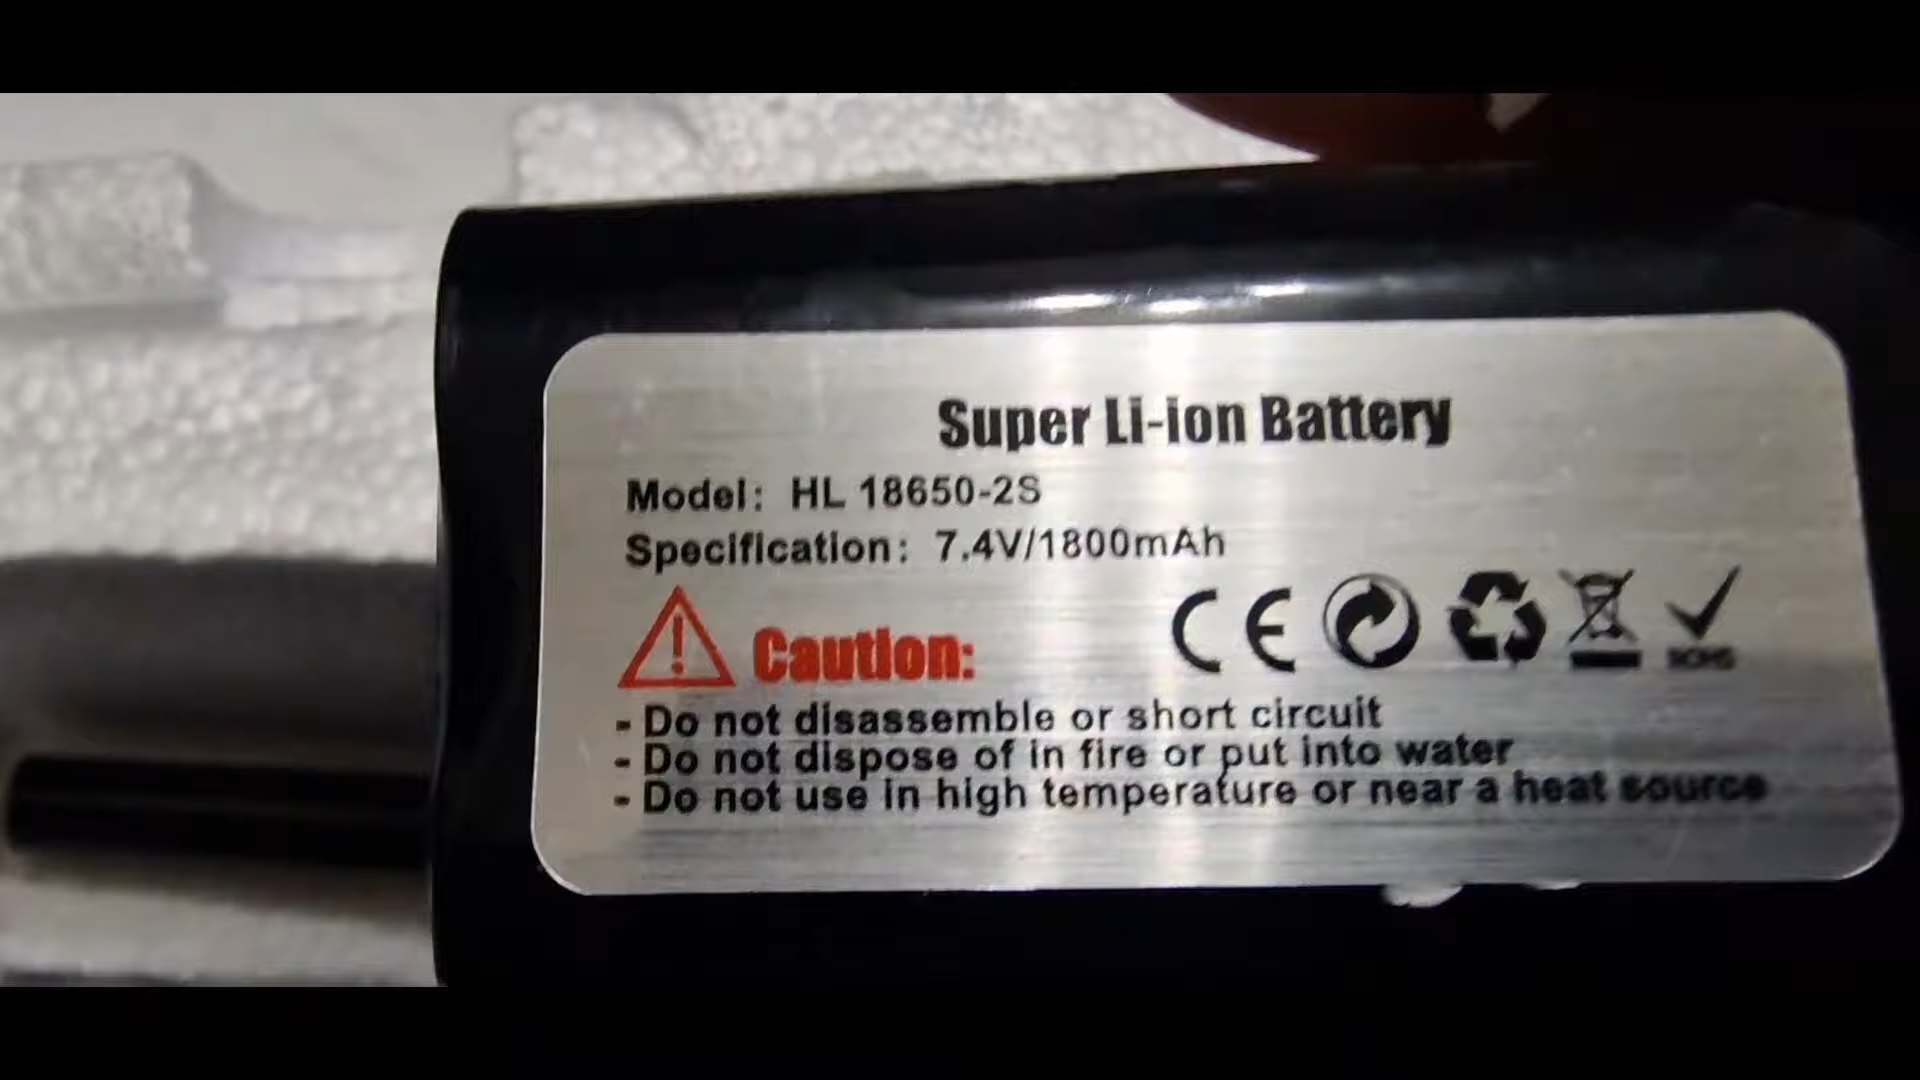 Super Li-ion Battery
Model: HL 18650-2S
Specification: 7.4V/1800mAh
Caution:
CE
ROHS
- Do not disassemble or short circuit
- Do not dispose of in fire or put into water
- Do not use in high temperature or near a heat source